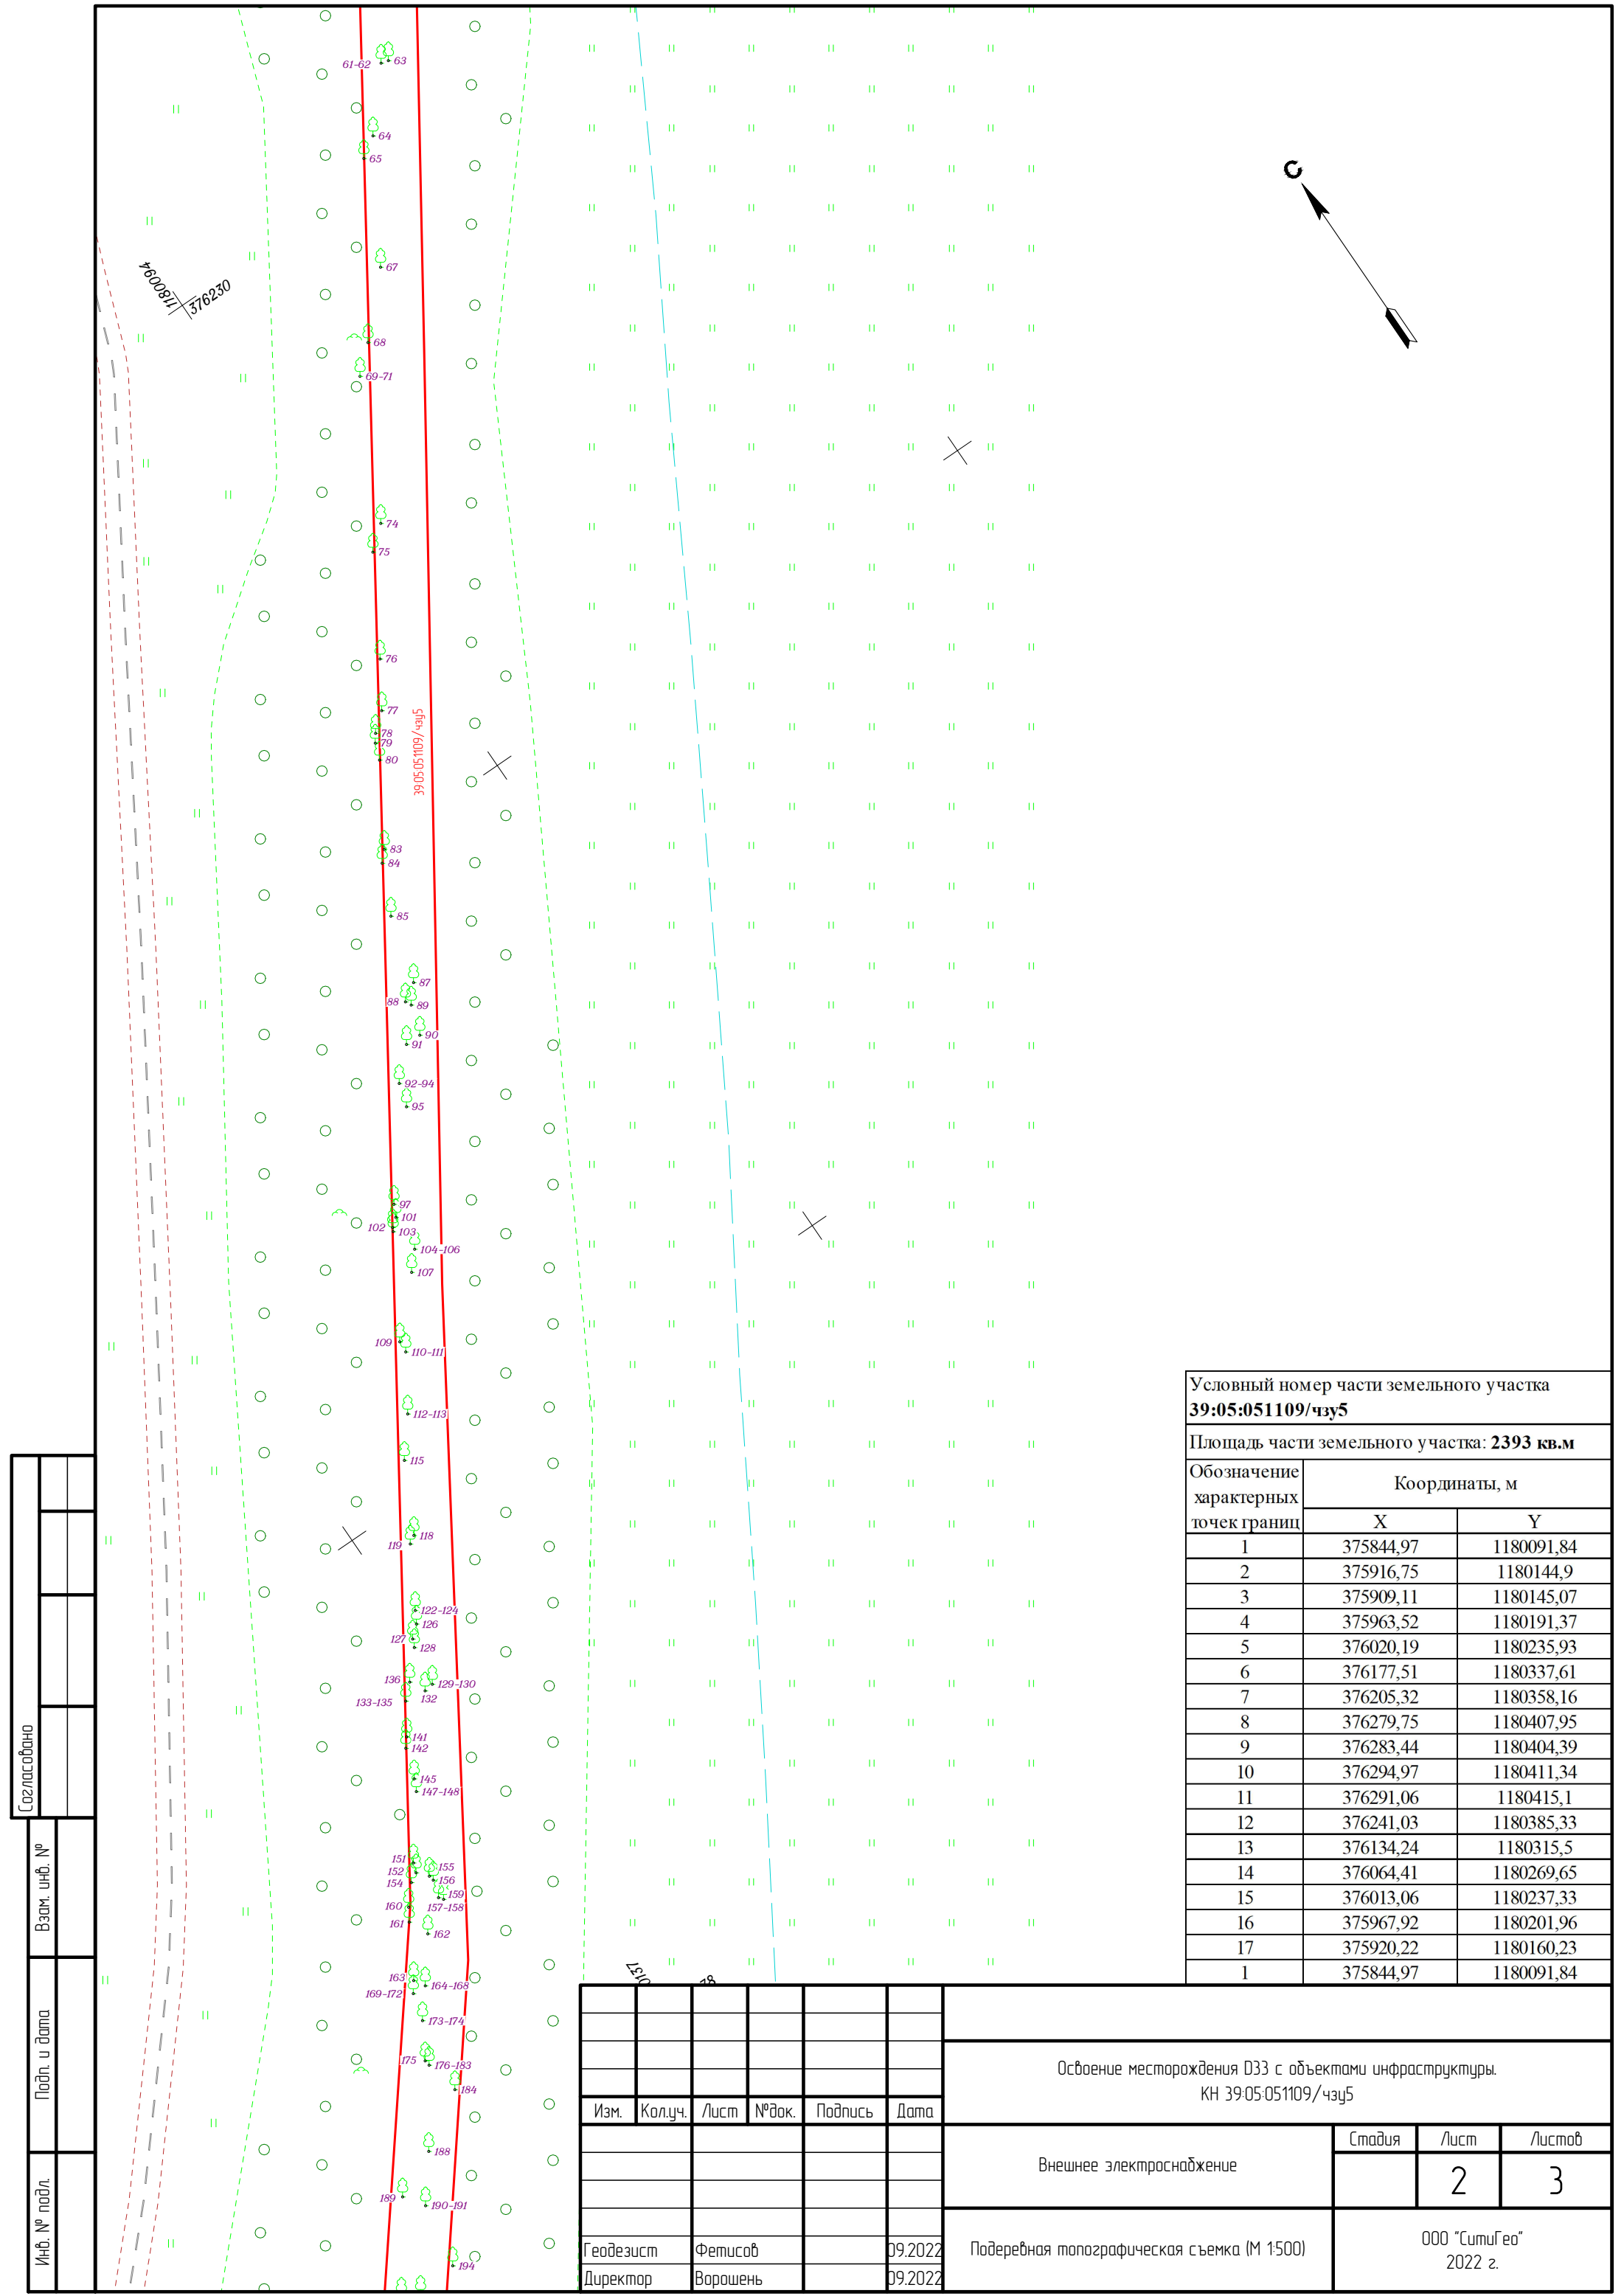 61-62
63
64
65
С
67
1180094
376230
68
69-71
74
75
76
77
78
79
80
39:05:051109/чзу5
83
84
85
87
88
89
90
91
92-94
95
97
101
102
103
104-106
107
109
110-111
112-113
115
118
119
122-124
126
127
128
136
129-130
132
133-135
141
142
145
147-148
151
155
152
156
154
159
157-158
160
161
162
163
164-168
169-172
173-174
175
176-183
184
188
189
190-191
194
Условный номер части земельного участка
39:05:051109/чзу5
Площадь части земельного участка: 2393 кв.м
Обозначение характерных точек границ
Координаты, м
X Y
1 375844,97 1180091,84
2 375916,75 1180144,9
3 375909,11 1180145,07
4 375963,52 1180191,37
5 376020,19 1180235,93
6 376177,51 1180337,61
7 376205,32 1180358,16
8 376279,75 1180407,95
9 376283,44 1180404,39
10 376294,97 1180411,34
11 376291,06 1180415,1
12 376241,03 1180385,33
13 376134,24 1180315,5
14 376064,41 1180269,65
15 376013,06 1180237,33
16 375967,92 1180201,96
17 375920,22 1180160,23
1 375844,97 1180091,84
Согласовано
Взам. инв. №
Подп. и дата
Инв. № подл.
Освоение месторождения D33 с объектами инфраструктуры.
КН 39:05:051109/чзу5
Изм. Кол.уч. Лист №док. Подпись Дата
Внешнее электроснабжение
Стадия Лист Листов
2 3
Геодезист Фетисов 09.2022
Директор Ворошень 09.2022
Подеревная топографическая съемка (М 1:500)
ООО "СитиГео"
2022 г.